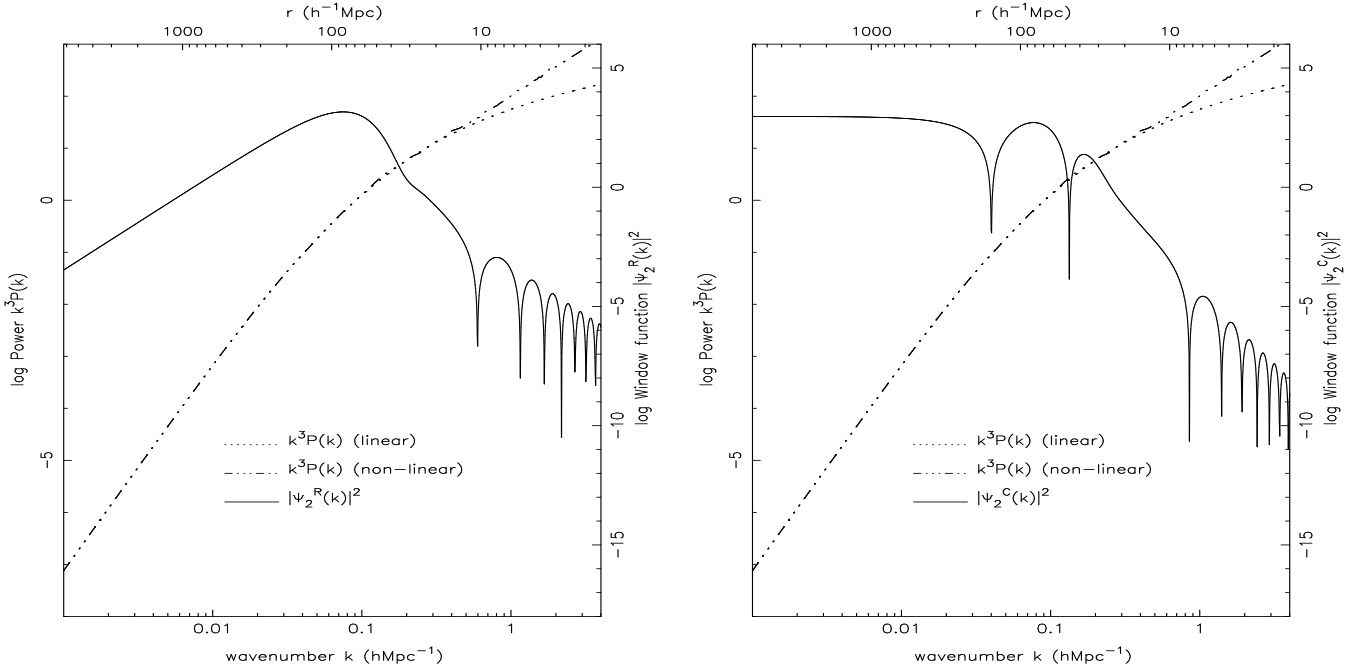 r (h⁻¹Mpc)
1000 100 10
log Power k³P(k)
0
-5
5
0
-5
-10
-15
log Window function |Ψ₂ᴿ(k)|²
k³P(k) (linear)
k³P(k) (non-linear)
|Ψ₂ᴿ(k)|²
0.01 0.1 1
wavenumber k (hMpc⁻¹)
r (h⁻¹Mpc)
1000 100 10
log Power k³P(k)
0
-5
5
0
-5
-10
-15
log Window function |Ψ₂ᶜ(k)|²
k³P(k) (linear)
k³P(k) (non-linear)
|Ψ₂ᶜ(k)|²
0.01 0.1 1
wavenumber k (hMpc⁻¹)